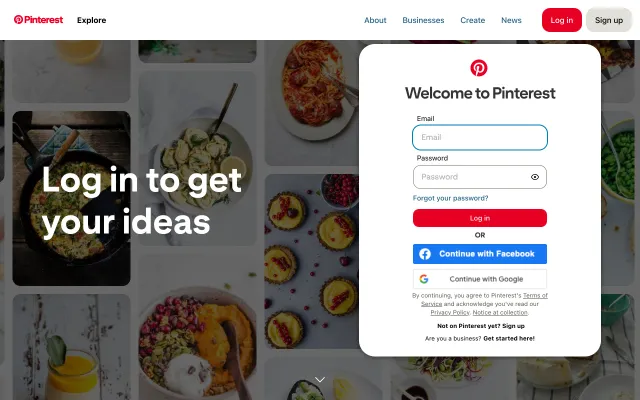 Pinterest
Explore
About
Businesses
Create
News
Log in
Sign up
Log in to get
your ideas
Welcome to Pinterest
Email
Email
Password
Password
Forgot your password?
Log in
OR
Continue with Facebook
Continue with Google
By continuing, you agree to Pinterest's Terms of
Service and acknowledge you've read our
Privacy Policy. Notice at collection.
Not on Pinterest yet? Sign up
Are you a business? Get started here!